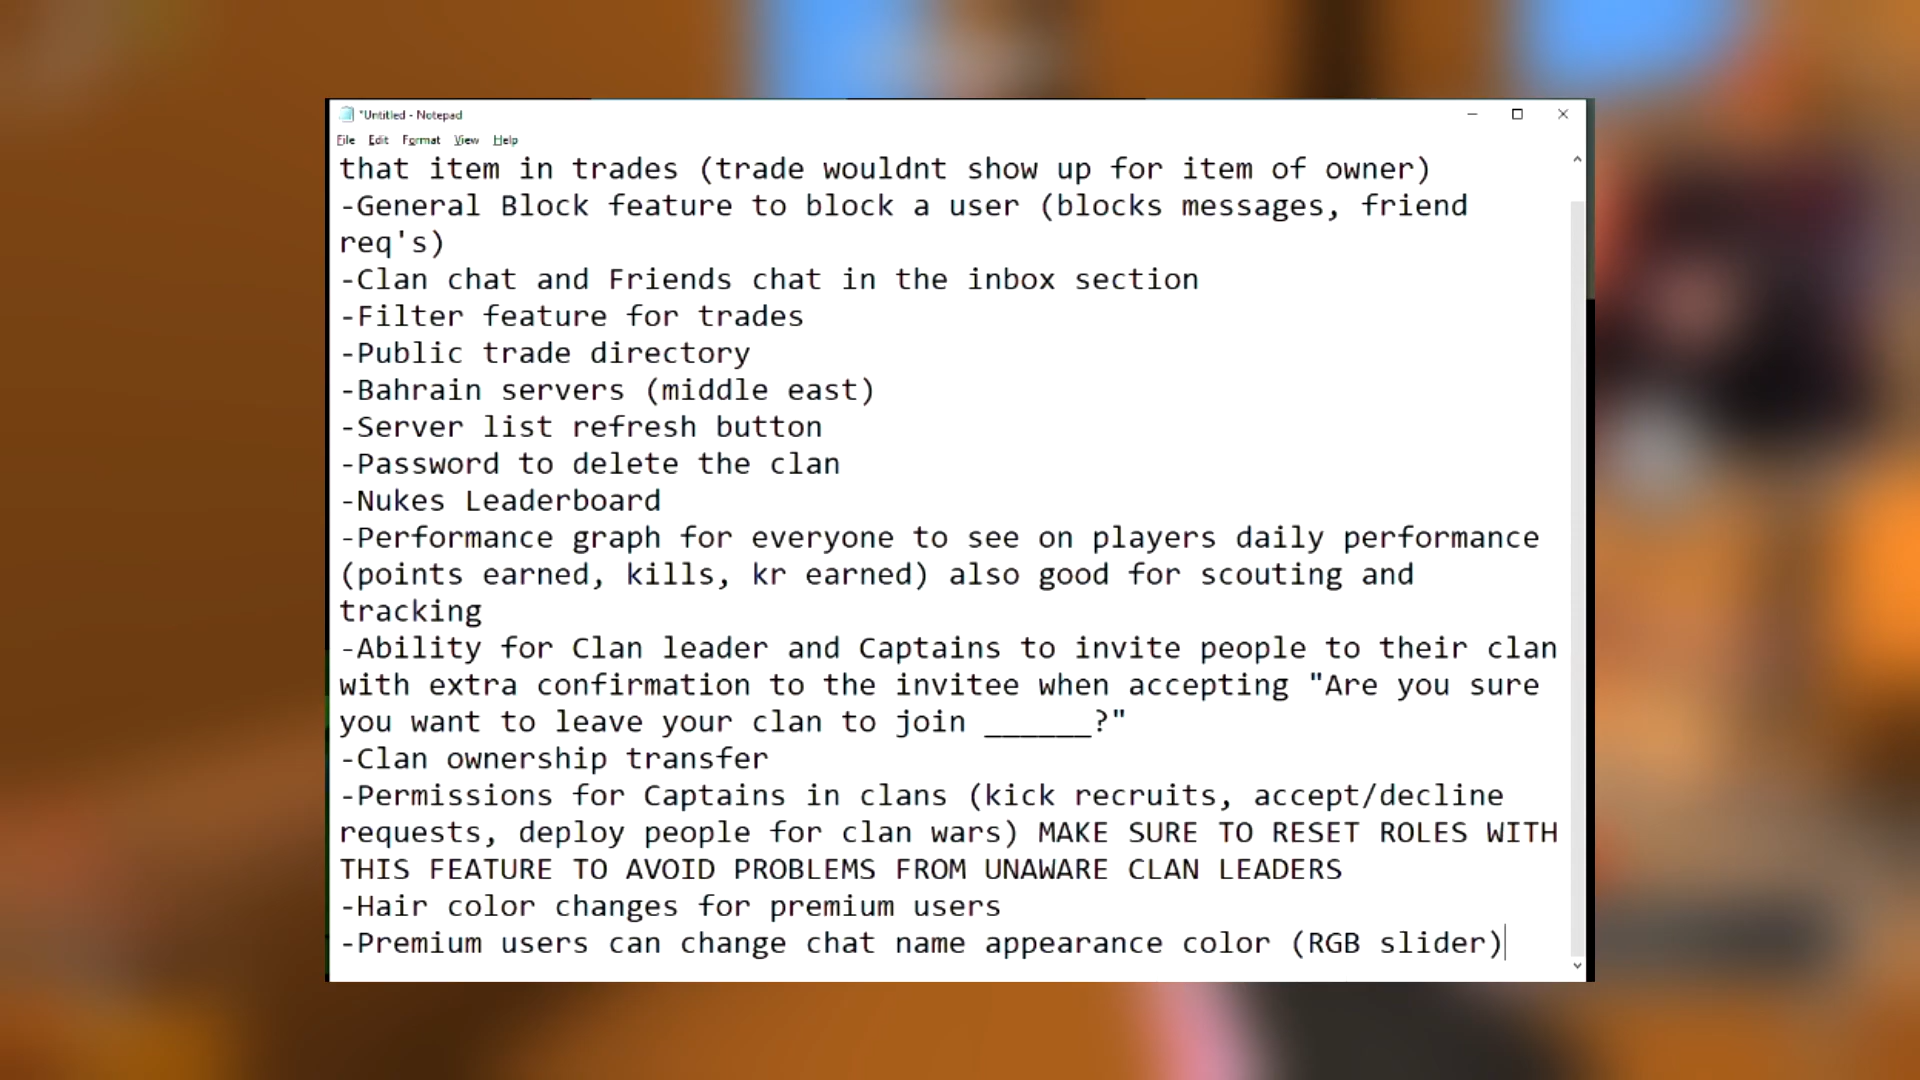 *Untitled - Notepad
File Edit Format View Help
that item in trades (trade wouldnt show up for item of owner)
-General Block feature to block a user (blocks messages, friend
req's)
-Clan chat and Friends chat in the inbox section
-Filter feature for trades
-Public trade directory
-Bahrain servers (middle east)
-Server list refresh button
-Password to delete the clan
-Nukes Leaderboard
-Performance graph for everyone to see on players daily performance
(points earned, kills, kr earned) also good for scouting and
tracking
-Ability for Clan leader and Captains to invite people to their clan
with extra confirmation to the invitee when accepting "Are you sure
you want to leave your clan to join ______?"
-Clan ownership transfer
-Permissions for Captains in clans (kick recruits, accept/decline
requests, deploy people for clan wars) MAKE SURE TO RESET ROLES WITH
THIS FEATURE TO AVOID PROBLEMS FROM UNAWARE CLAN LEADERS
-Hair color changes for premium users
-Premium users can change chat name appearance color (RGB slider)